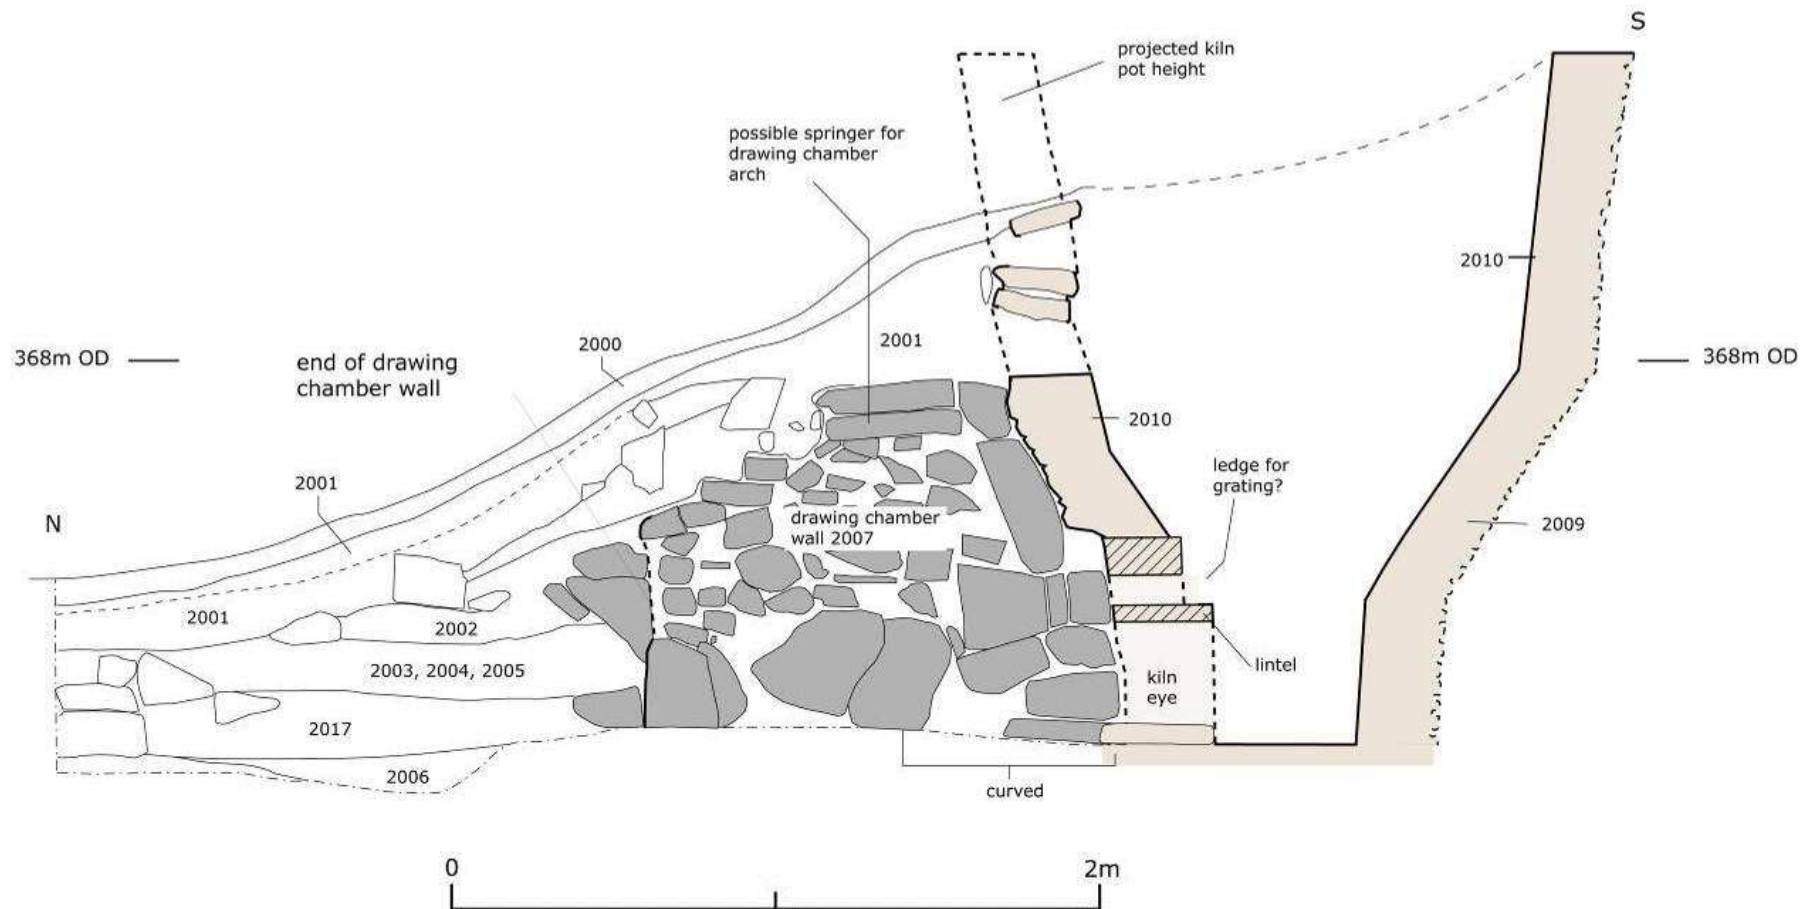 S
projected kiln
pot height
possible springer for
drawing chamber
arch
2010
2001
2000
368m OD
368m OD
end of drawing
chamber wall
2010
ledge for
grating?
2001
N
drawing chamber
wall 2007
2009
2001
2002
2003, 2004, 2005
lintel
kiln
eye
2017
2006
curved
0
2m